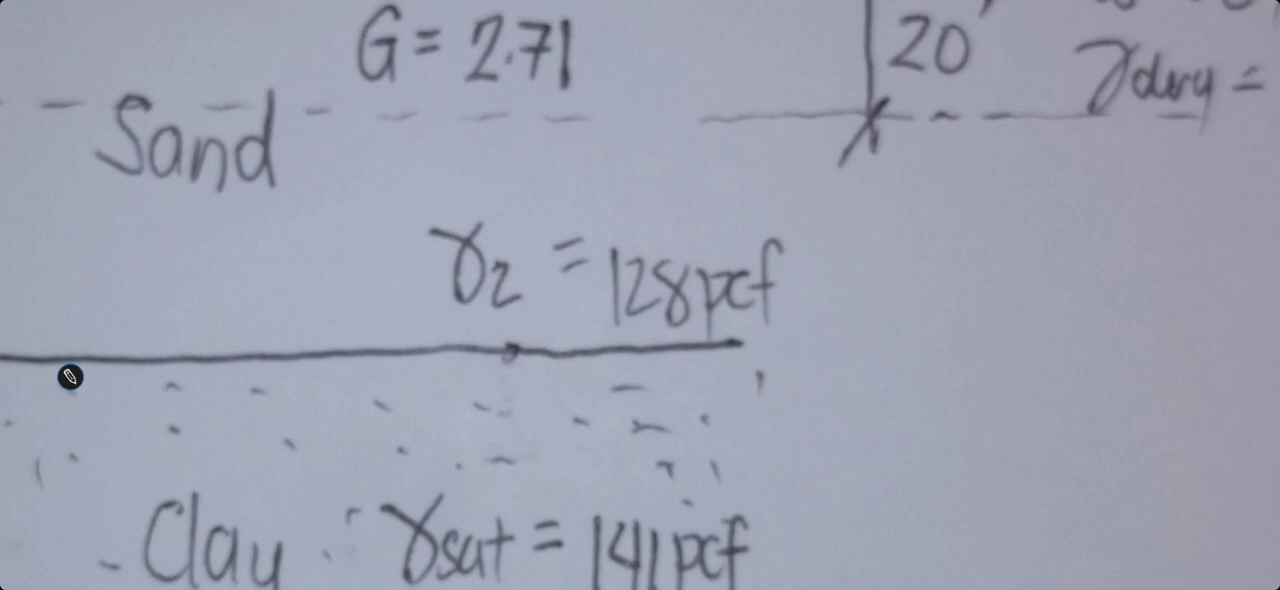 G = 2.71
20'
γdry =
Sand
γ2 = 128pcf
Clay γsat = 141pcf